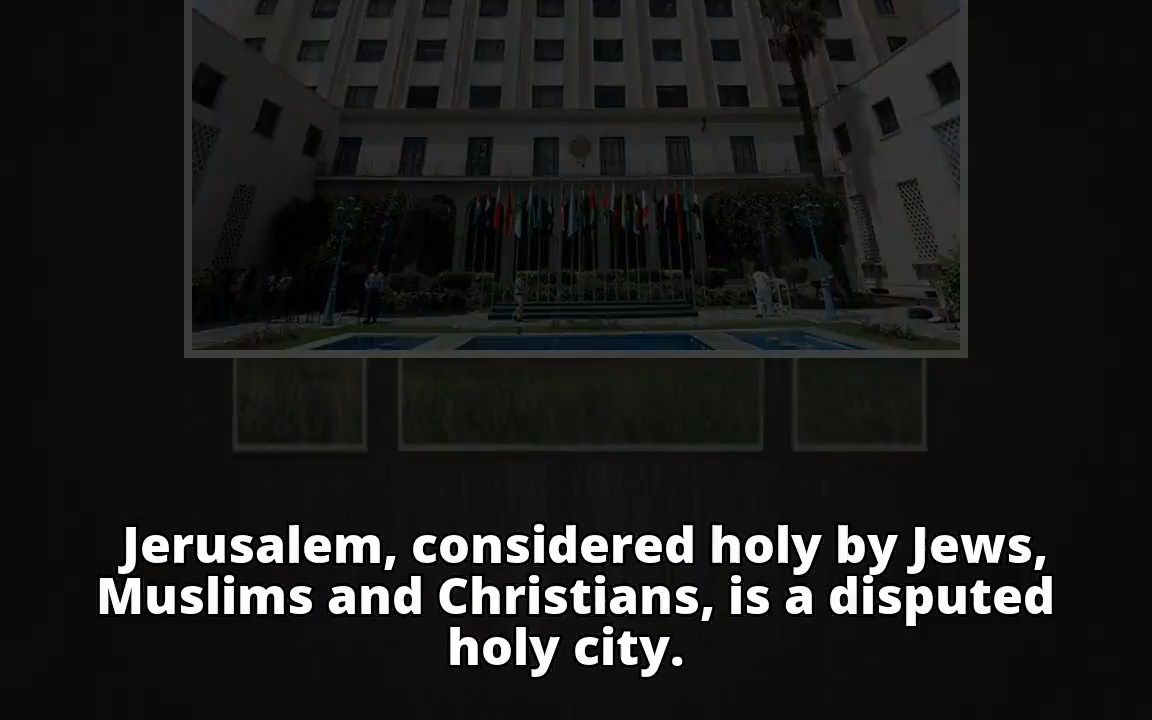 Jerusalem, considered holy by Jews,
Muslims and Christians, is a disputed
holy city.